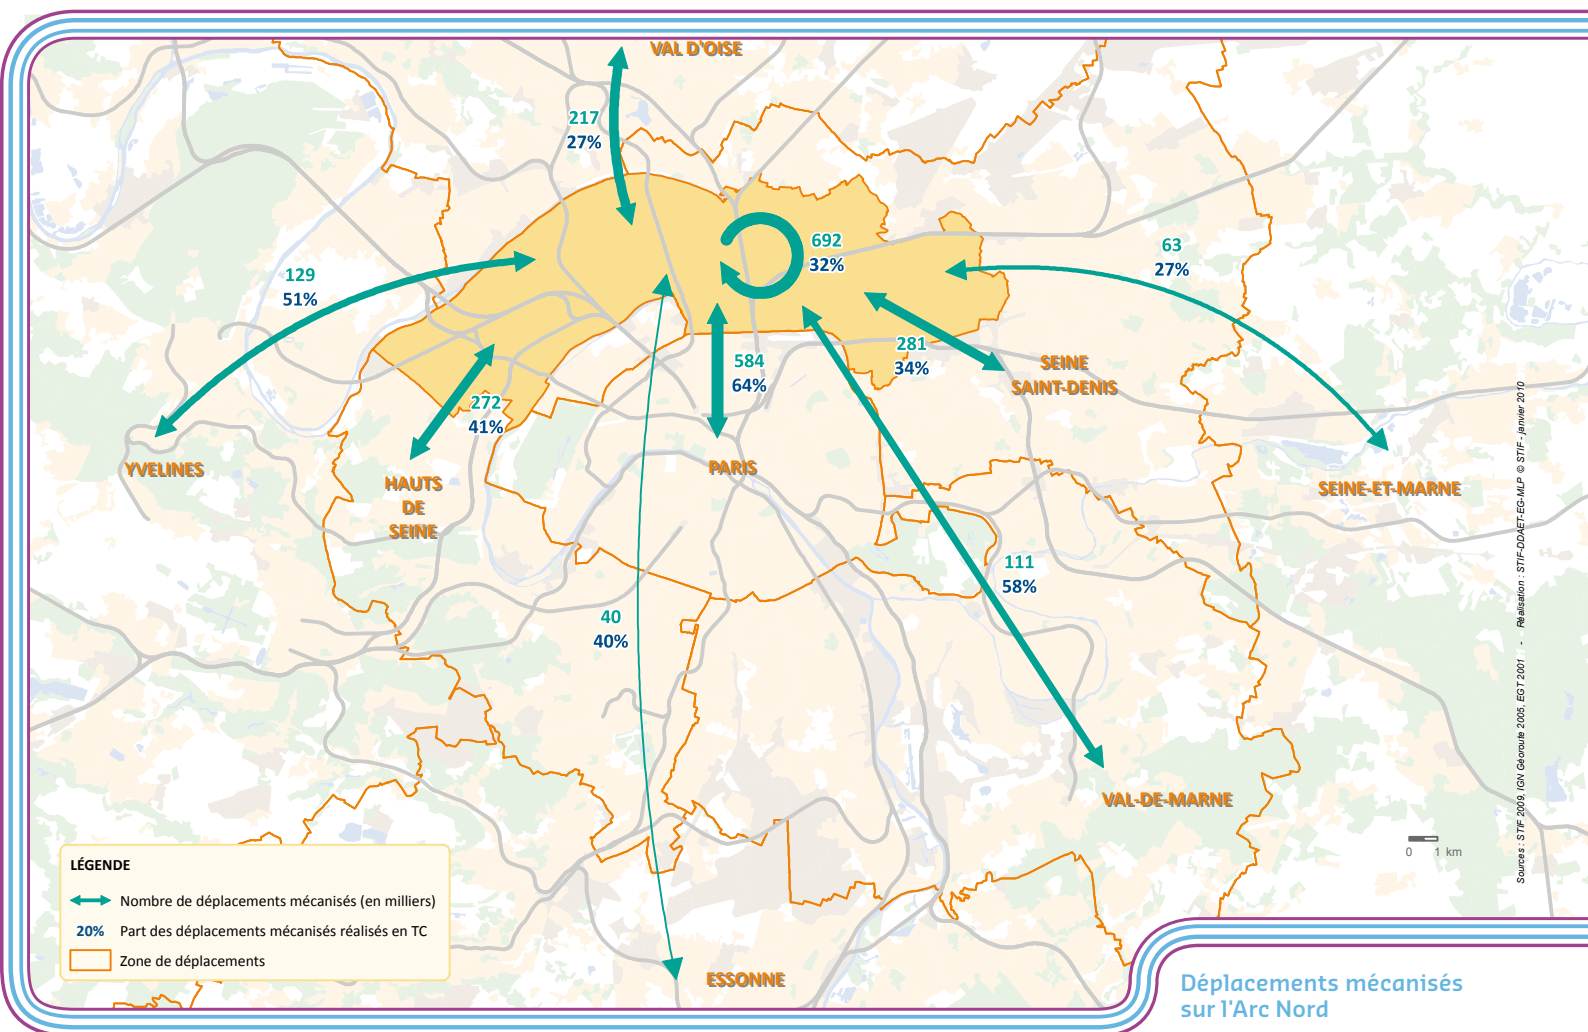 VAL D'OISE
217
27%
692
32%
63
27%
129
51%
281
34%
584
64%
272
41%
SEINE
SAINT-DENIS
YVELINES
HAUTS
DE
SEINE
PARIS
SEINE-ET-MARNE
111
58%
40
40%
VAL-DE-MARNE
ESSONNE
0 1 km
Sources : STIF 2009, IGN Géoroute 2005, EGT 2001 - Réalisation : STIF-DDAET-EG-MLP © STIF - janvier 2010
LÉGENDE
Nombre de déplacements mécanisés (en milliers)
20% Part des déplacements mécanisés réalisés en TC
Zone de déplacements
Déplacements mécanisés
sur l'Arc Nord